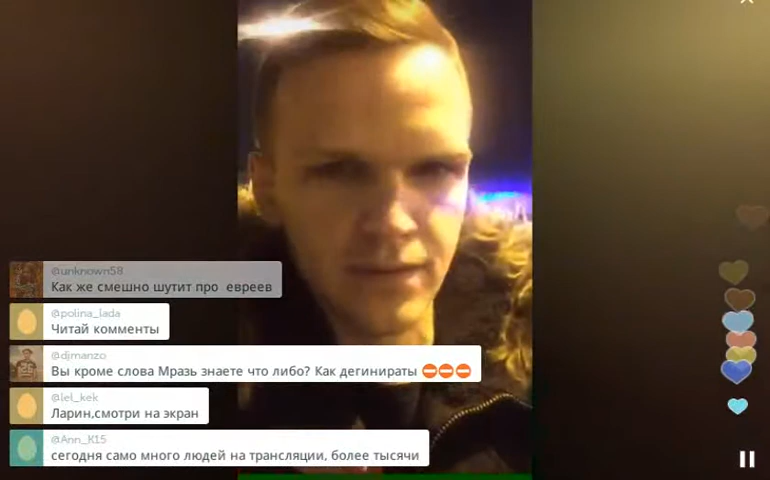 @unknown58
Как же смешно шутит про евреев
@polina_lada
Читай комменты
@djmanzo
Вы кроме слова Мразь знаете что либо? Как дегинираты
@lel_kek
Ларин,смотри на экран
@Ann_K15
сегодня само много людей на трансляции, более тысячи